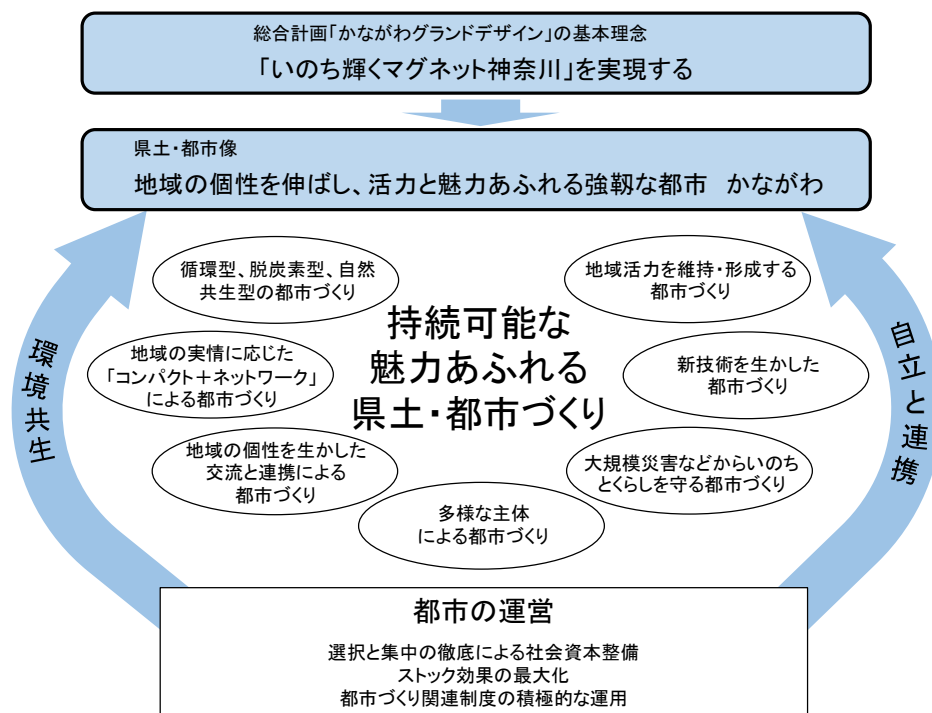 総合計画「かながわグランドデザイン」の基本理念
「いのち輝くマグネット神奈川」を実現する
県土・都市像
地域の個性を伸ばし、活力と魅力あふれる強靱な都市　かながわ
循環型、脱炭素型、自然
共生型の都市づくり
地域活力を維持・形成する
都市づくり
持続可能な
魅力あふれる
県土・都市づくり
地域の実情に応じた
「コンパクト＋ネットワーク」
による都市づくり
新技術を生かした
都市づくり
地域の個性を生かした
交流と連携による
都市づくり
大規模災害などからいのち
とくらしを守る都市づくり
多様な主体
による都市づくり
環境共生
自立と連携
都市の運営
選択と集中の徹底による社会資本整備
ストック効果の最大化
都市づくり関連制度の積極的な運用